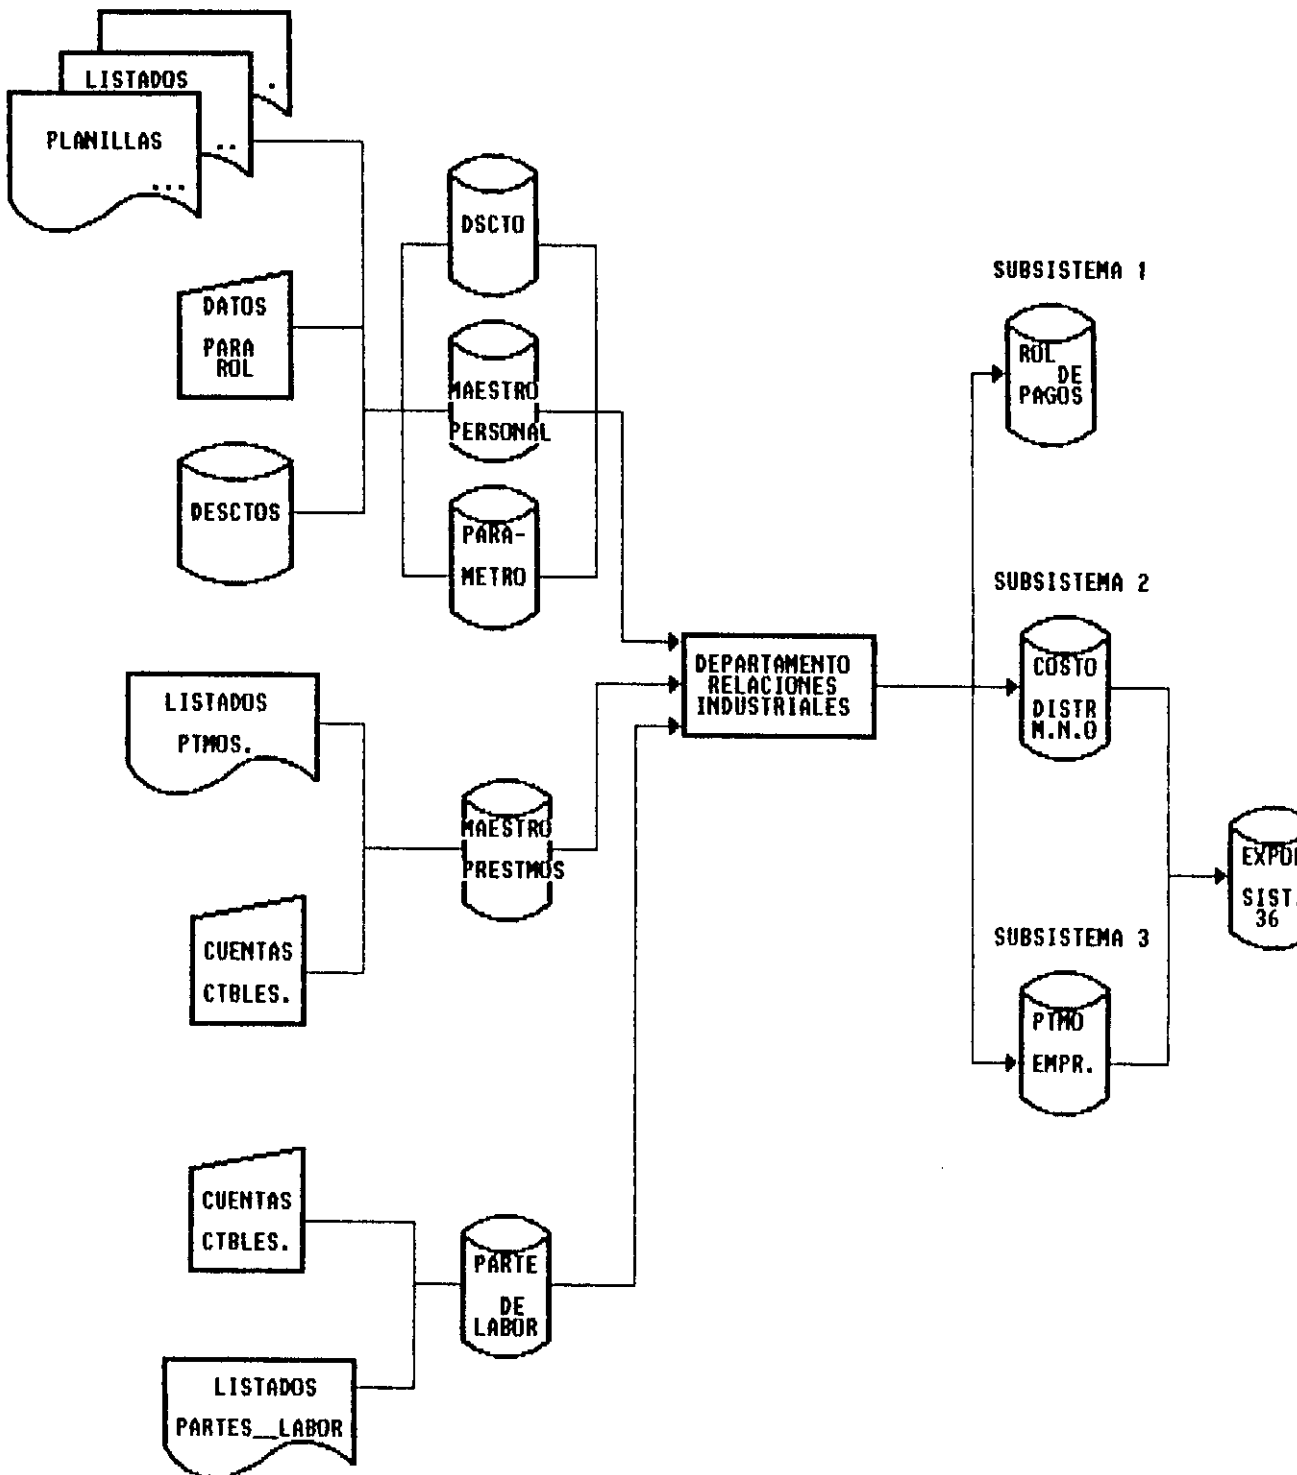 LISTADOS
PLANILLAS
DATOS
PARA
ROL
DESCTOS
DSCTO
MAESTRO
PERSONAL
PARA-
METRO
LISTADOS
PTMOS.
CUENTAS
CTBLES.
MAESTRO
PRESTMOS
CUENTAS
CTBLES.
LISTADOS
PARTES__LABOR
PARTE
DE
LABOR
DEPARTAMENTO
RELACIONES
INDUSTRIALES
SUBSISTEMA 1
ROL
DE
PAGOS
SUBSISTEMA 2
COSTO
DISTR
M.N.O
SUBSISTEMA 3
PTMO
EMPR.
SIST.
36